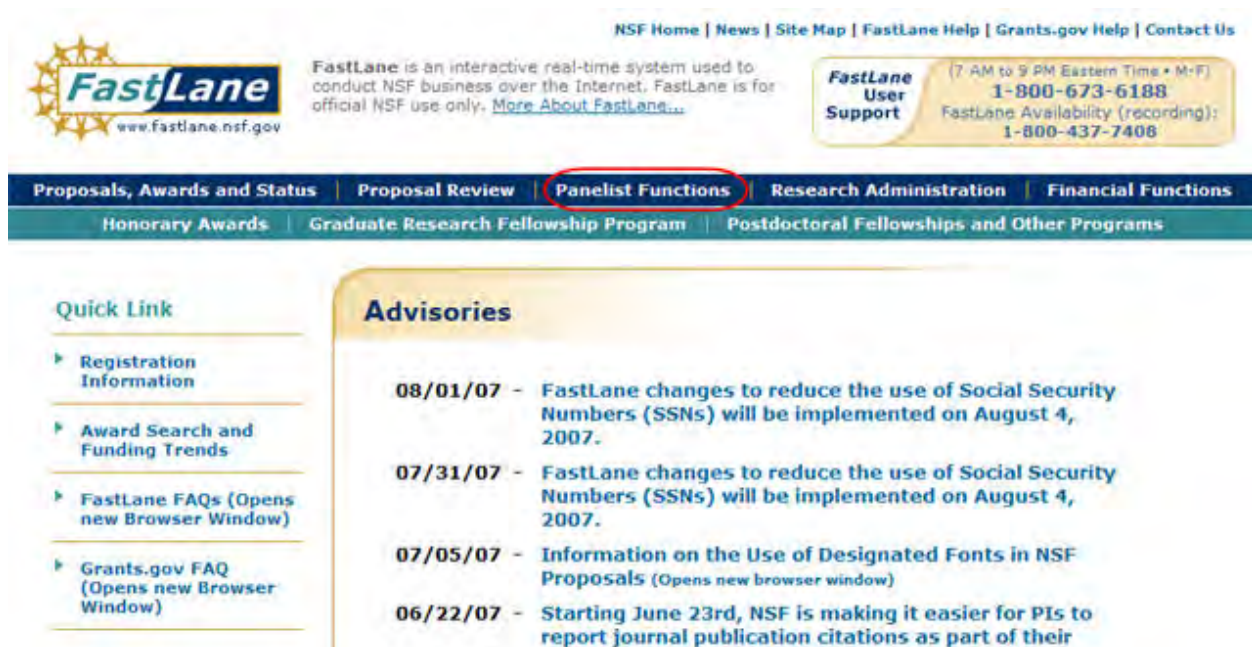 NSF Home | News | Site Map | FastLane Help | Grants.gov Help | Contact Us
FastLane
www.fastlane.nsf.gov
FastLane is an interactive real-time system used to
conduct NSF business over the Internet. FastLane is for
official NSF use only. More About FastLane...
FastLane
User
Support
(7 AM to 9 PM Eastern Time • M-F)
1-800-673-6188
FastLane Availability (recording):
1-800-437-7408
Proposals, Awards and Status | Proposal Review | Panelist Functions | Research Administration | Financial Functions
Honorary Awards | Graduate Research Fellowship Program | Postdoctoral Fellowships and Other Programs
Quick Link
Registration
Information
Award Search and
Funding Trends
FastLane FAQs (Opens
new Browser Window)
Grants.gov FAQ
(Opens new Browser
Window)
Advisories
08/01/07 - FastLane changes to reduce the use of Social Security
Numbers (SSNs) will be implemented on August 4,
2007.
07/31/07 - FastLane changes to reduce the use of Social Security
Numbers (SSNs) will be implemented on August 4,
2007.
07/05/07 - Information on the Use of Designated Fonts in NSF
Proposals (Opens new browser window)
06/22/07 - Starting June 23rd, NSF is making it easier for PIs to
report journal publication citations as part of their